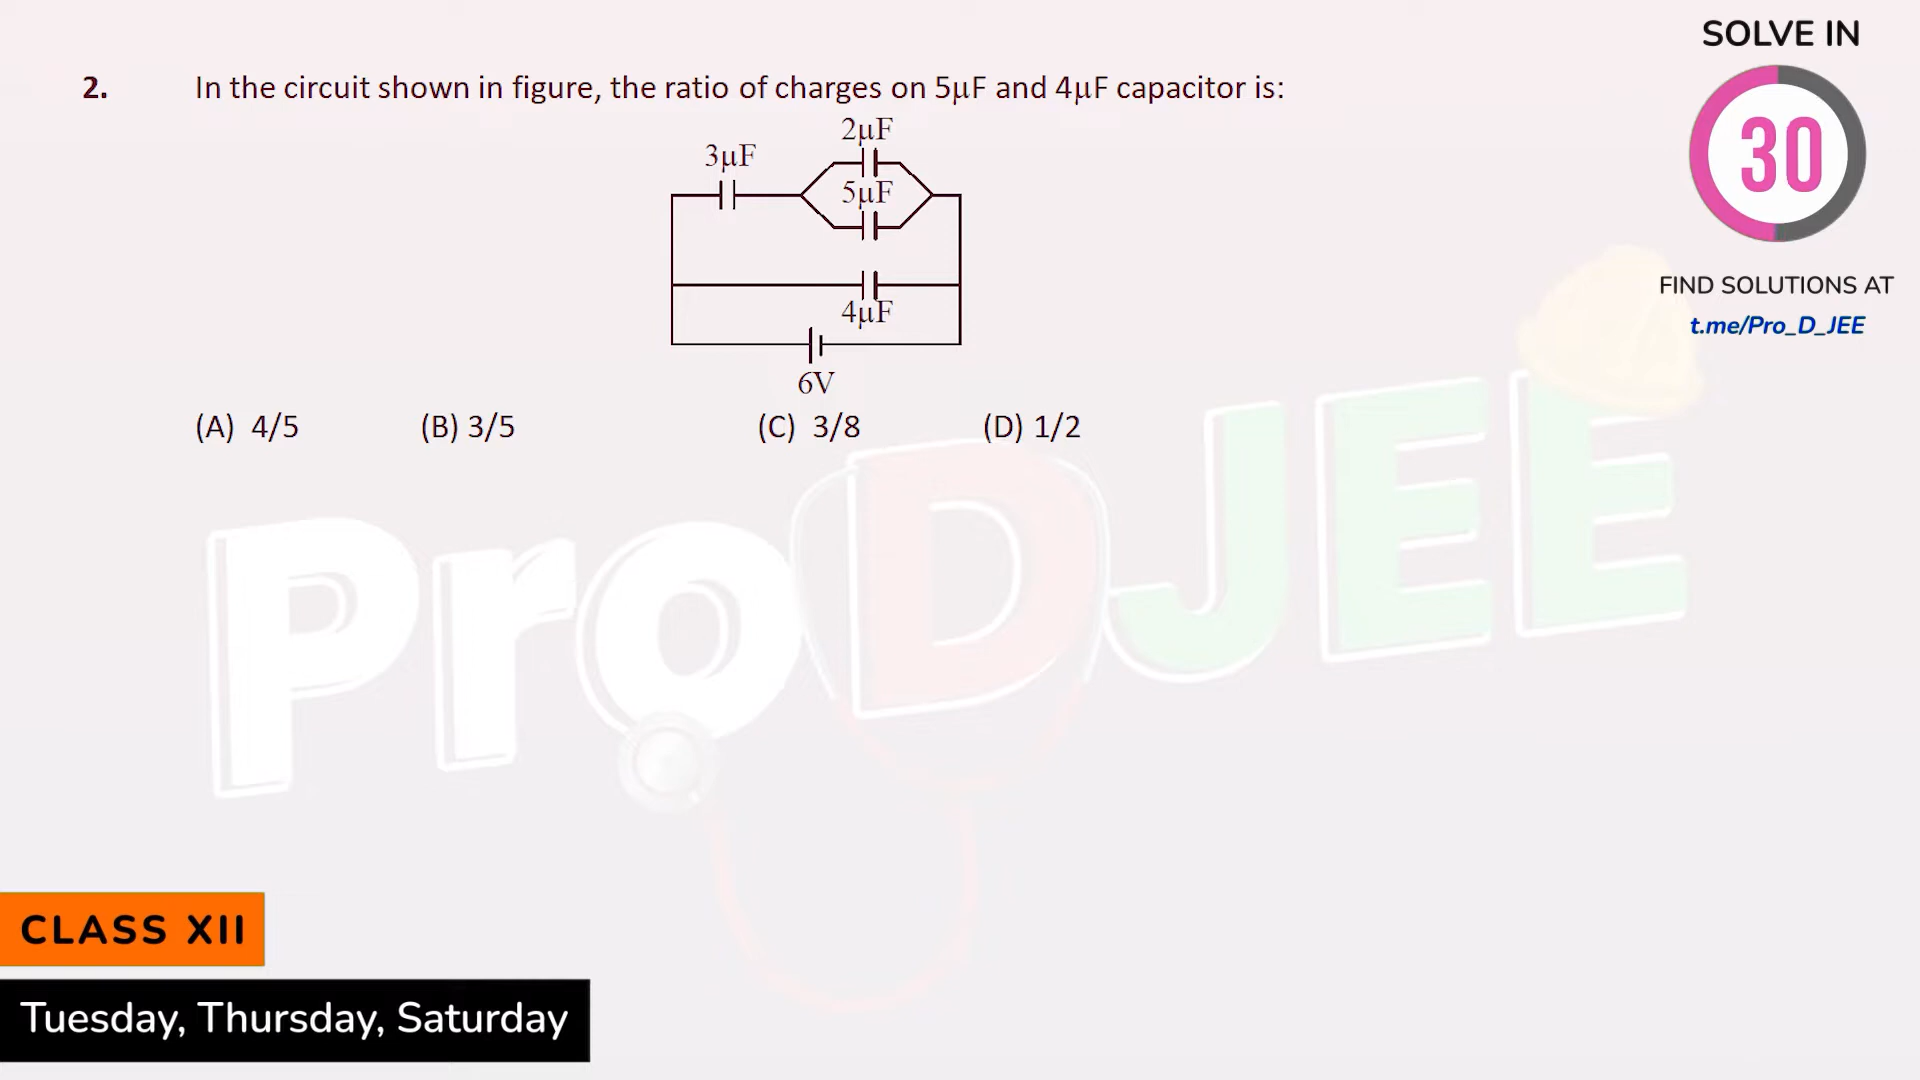 SOLVE IN
30
FIND SOLUTIONS AT
t.me/Pro_D_JEE
2. In the circuit shown in figure, the ratio of charges on 5μF and 4μF capacitor is:
2μF
3μF
5μF
4μF
6V
(A) 4/5 (B) 3/5 (C) 3/8 (D) 1/2
Pro D JEE
CLASS XII
Tuesday, Thursday, Saturday